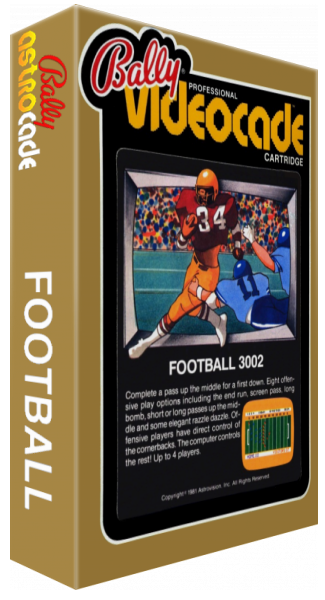 Bally
astrocade
FOOTBALL
Bally
PROFESSIONAL
Videocade
CARTRIDGE
34
11
FOOTBALL 3002
Complete a pass up the middle for a first down. Eight offen-
sive play options including the end run, screen pass, long
bomb, short or long passes up the mid-
dle and some elegant razzle dazzle. Of-
fensive players have direct control of
the cornerbacks. The computer controls
the rest! Up to 4 players.
Copyright 1981 Astrovision, Inc. All Rights Reserved